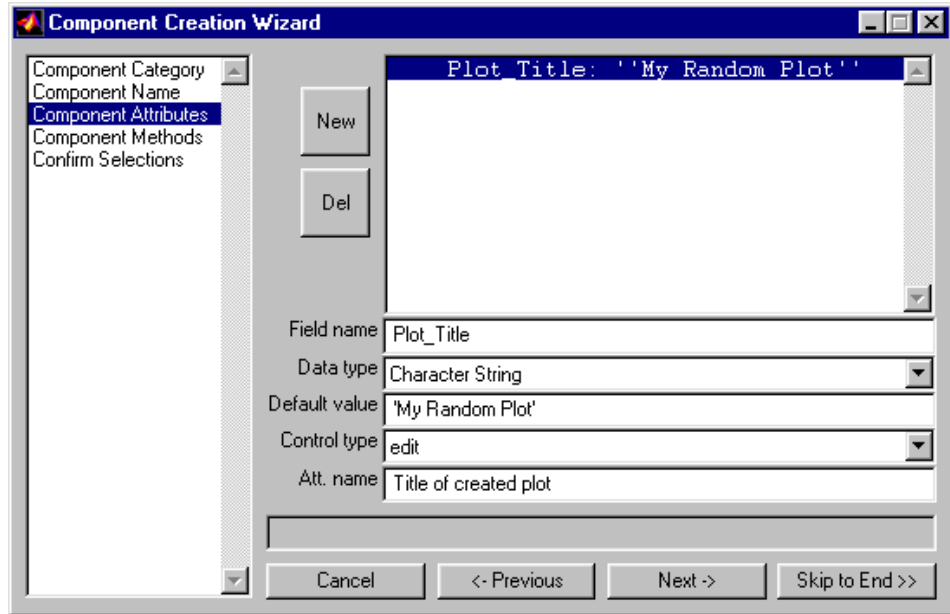 Component Creation Wizard
Component Category
Component Name
Component Attributes
Component Methods
Confirm Selections
New
Del
Plot_Title: ''My Random Plot''
Field name Plot_Title
Data type Character String
Default value 'My Random Plot'
Control type edit
Att. name Title of created plot
Cancel <- Previous Next -> Skip to End >>